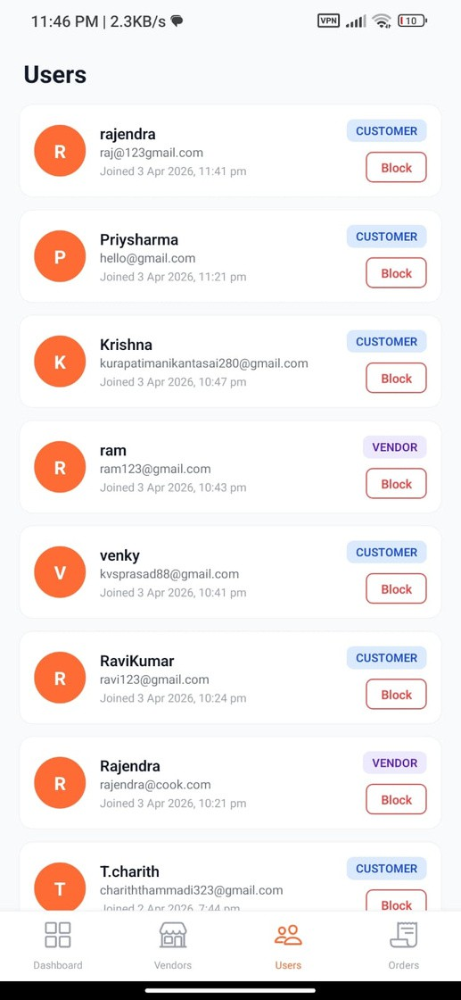 11:46 PM | 2.3KB/s
VPN
10
Users
R
rajendra
raj@123gmail.com
Joined 3 Apr 2026, 11:41 pm
CUSTOMER
Block
P
Priysharma
hello@gmail.com
Joined 3 Apr 2026, 11:21 pm
CUSTOMER
Block
K
Krishna
kurapatimanikantasai280@gmail.com
Joined 3 Apr 2026, 10:47 pm
CUSTOMER
Block
R
ram
ram123@gmail.com
Joined 3 Apr 2026, 10:43 pm
VENDOR
Block
V
venky
kvsprasad88@gmail.com
Joined 3 Apr 2026, 10:41 pm
CUSTOMER
Block
R
RaviKumar
ravi123@gmail.com
Joined 3 Apr 2026, 10:24 pm
CUSTOMER
Block
R
Rajendra
rajendra@cook.com
Joined 3 Apr 2026, 10:21 pm
VENDOR
Block
T
T.charith
chariththammadi323@gmail.com
Joined 2 Apr 2026, 7:44 pm
CUSTOMER
Block
Dashboard
Vendors
Users
Orders